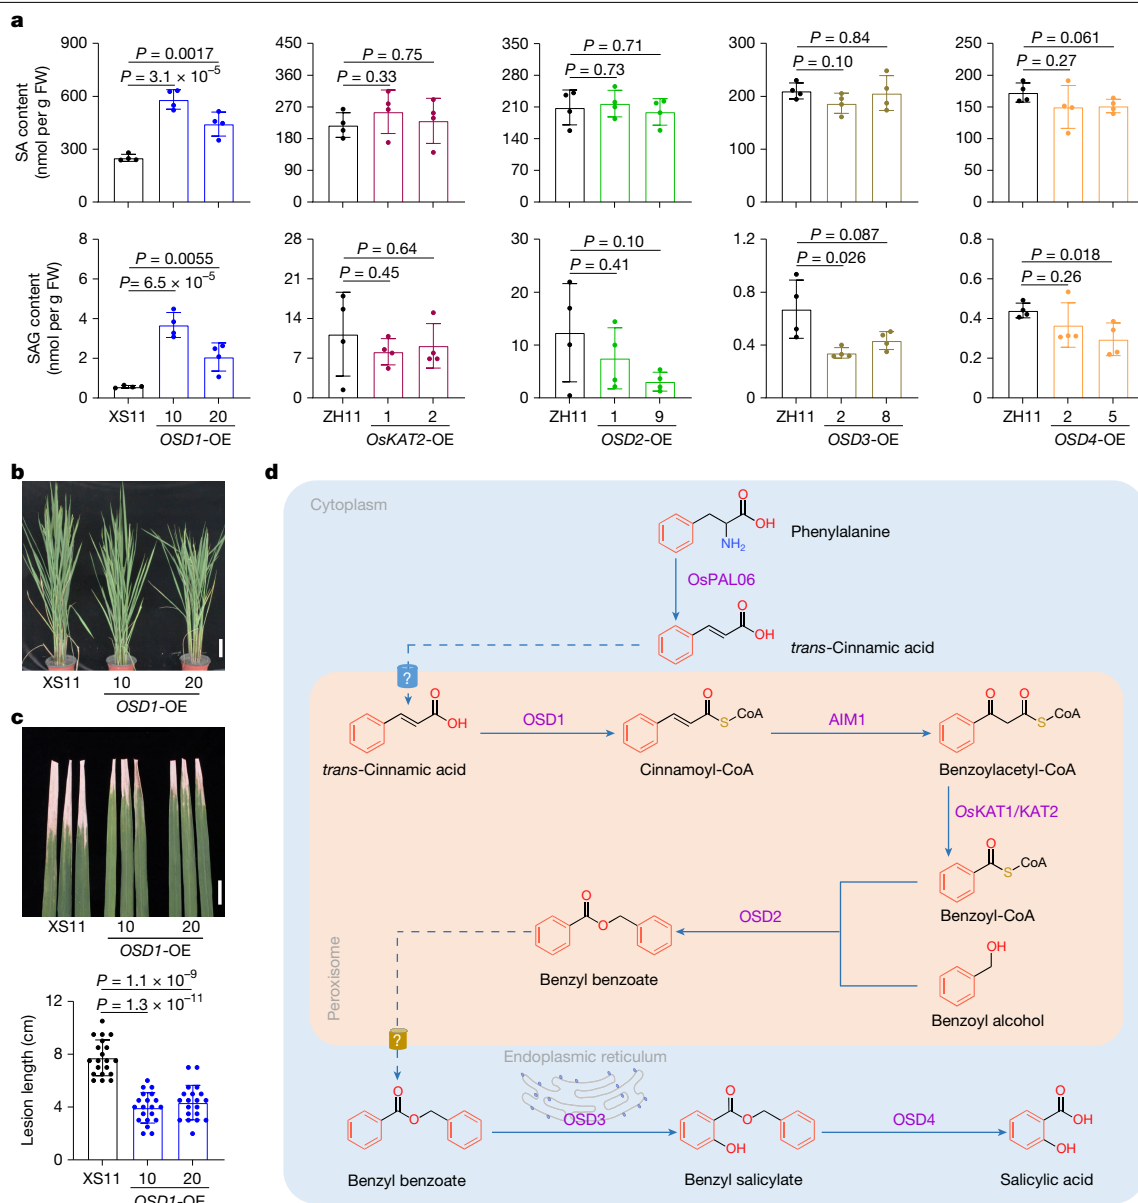 a
SA content
(nmol per g FW)
900
600
300
0
P = 0.0017
P = 3.1 × 10⁻⁵
450
360
270
180
90
0
P = 0.75
P = 0.33
350
280
210
140
70
0
P = 0.71
P = 0.73
300
200
100
0
P = 0.84
P = 0.10
250
200
150
100
50
0
P = 0.061
P = 0.27
SAG content
(nmol per g FW)
8
6
4
2
0
P = 0.0055
P = 6.5 × 10⁻⁵
XS11 10 20
OSD1-OE
28
21
14
7
0
P = 0.64
P = 0.45
ZH11 1 2
OsKAT2-OE
30
20
10
0
P = 0.10
P = 0.41
ZH11 1 9
OSD2-OE
1.2
0.8
0.4
0
P = 0.087
P = 0.026
ZH11 2 8
OSD3-OE
0.8
0.6
0.4
0.2
0
P = 0.018
P = 0.26
ZH11 2 5
OSD4-OE
b
XS11 10 20
OSD1-OE
c
XS11 10 20
OSD1-OE
Lesion length (cm)
12
8
4
0
P = 1.1 × 10⁻⁹
P = 1.3 × 10⁻¹¹
XS11 10 20
OSD1-OE
d
Cytoplasm
O
OH
NH₂
Phenylalanine
OsPAL06
O
OH
trans-Cinnamic acid
?
O
OH
trans-Cinnamic acid
OSD1
O
S CoA
Cinnamoyl-CoA
AIM1
O O
S CoA
Benzoylacetyl-CoA
OsKAT1/KAT2
O
S CoA
Benzoyl-CoA
OH
Benzoyl alcohol
OSD2
O
O
Benzyl benzoate
Peroxisome
?
Endoplasmic reticulum
O
O
Benzyl benzoate
OSD3
O
O
OH
Benzyl salicylate
OSD4
O
OH
OH
Salicylic acid